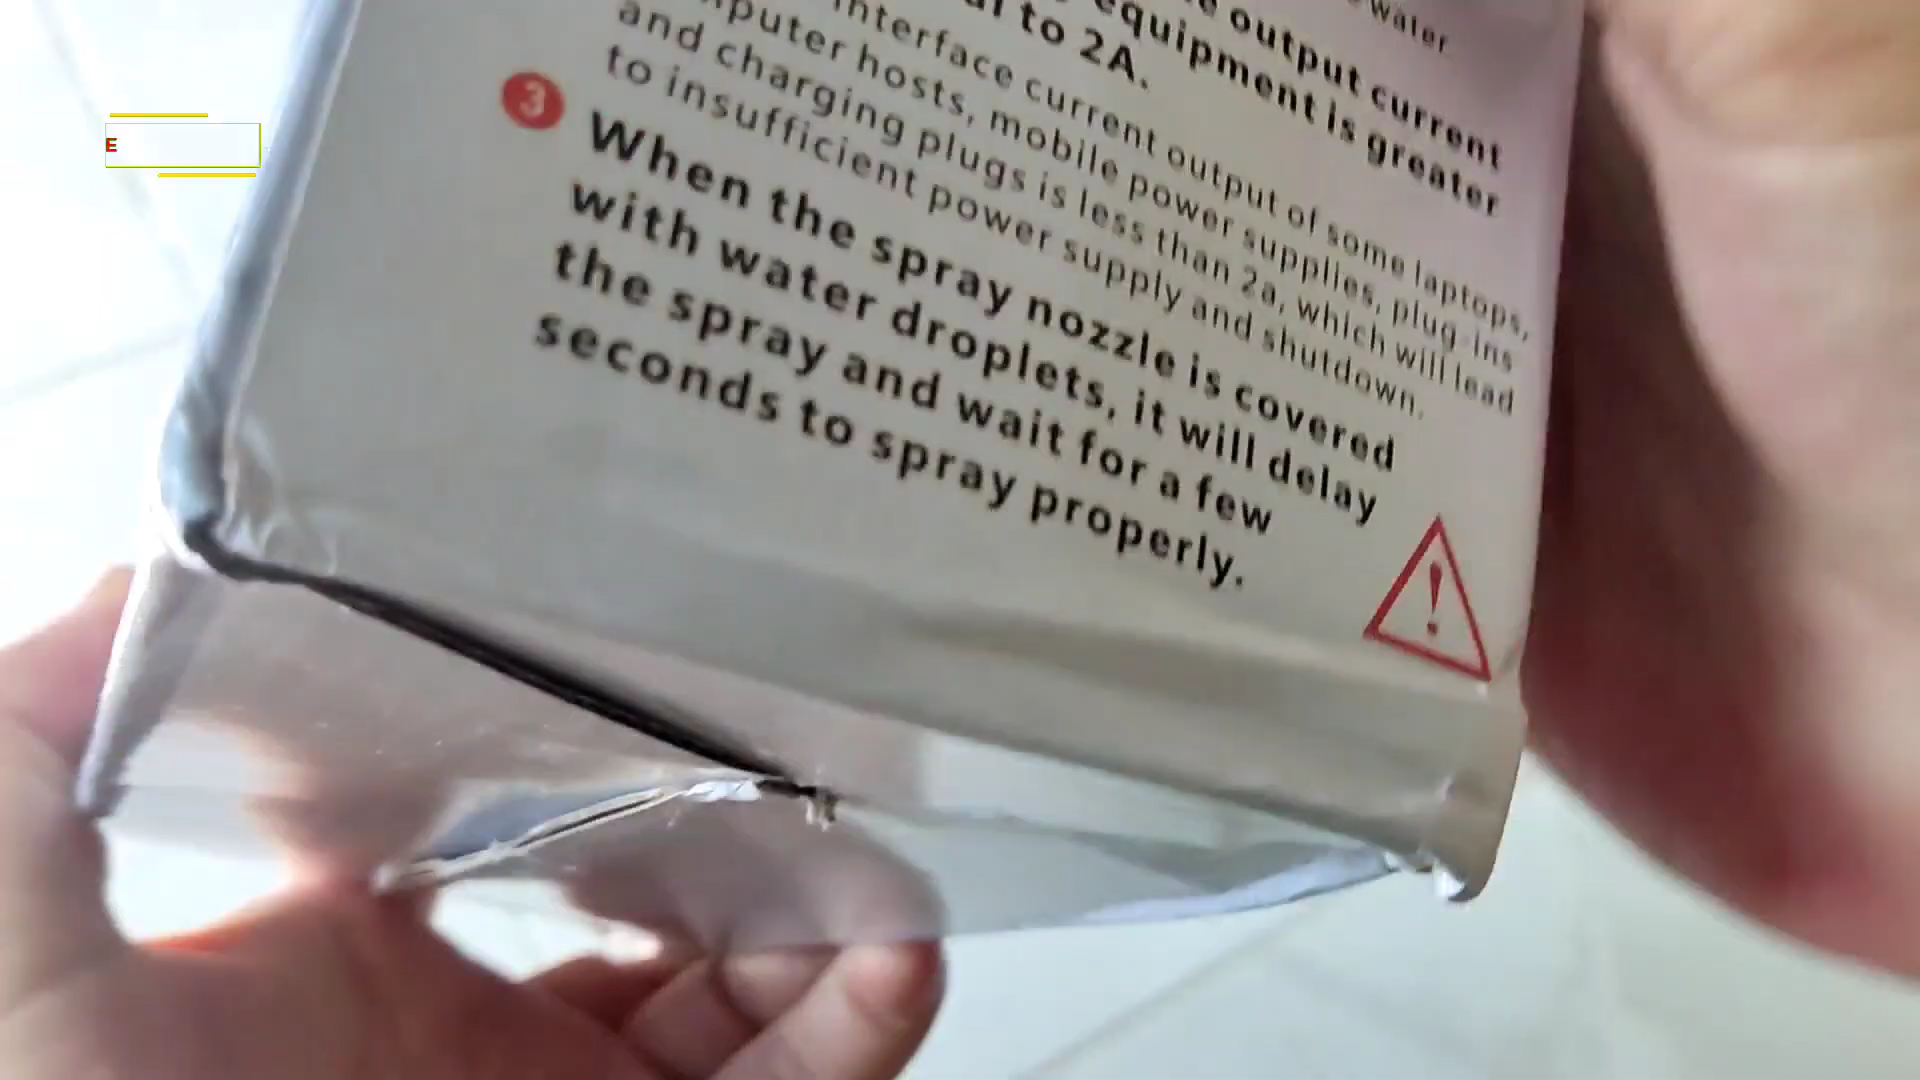 water
output current
equipment is greater
to 2A.
interface current output of some laptops,
hosts, mobile power supplies, plug-ins
and charging plugs is less than 2a, which will lead
to insufficient power supply and shutdown.
3
When the spray nozzle is covered
with water droplets, it will delay
the spray and wait for a few
seconds to spray properly.
!
E